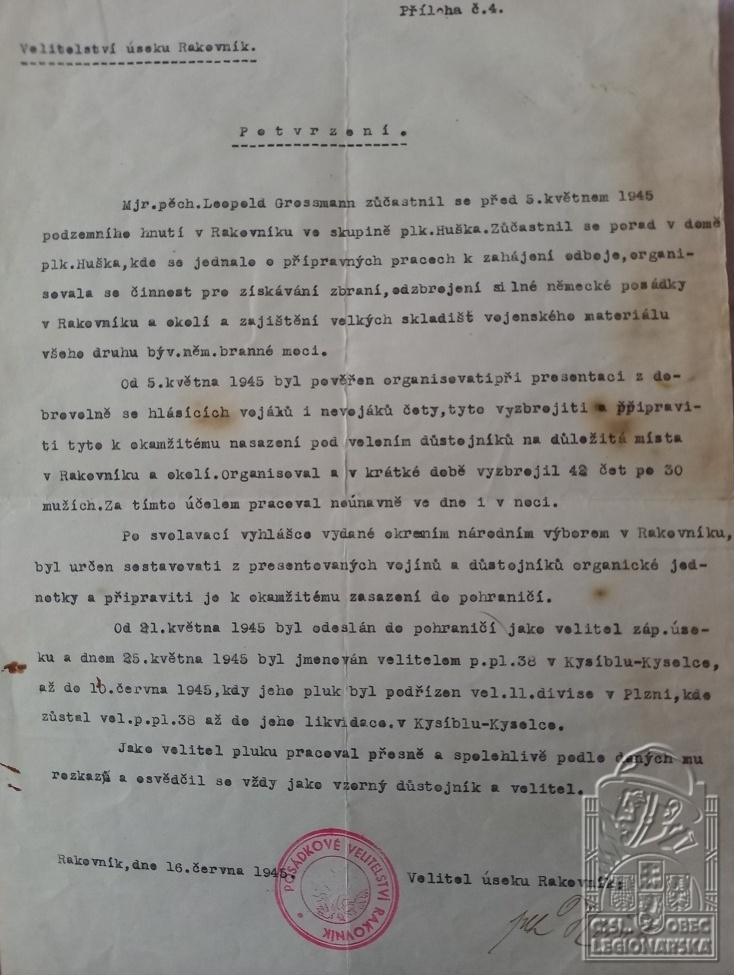 Příloha č.4.
Velitelství úseku Rakovník.
Potvrzení.
Mjr.pěch.Leopold Grossmann zůčastnil se před 5.květnem 1945
podzemního hnutí v Rakovníku ve skupině plk.Huška.Zůčastnil se porad v domě
plk.Huška,kde se jednalo o přípravných pracech k zahájení odboje,organi-
sovala se činnost pro získávání zbraní,odzbrojení silné německé posádky
v Rakovníku a okolí a zajištění velkých skladišť vojenského materiálu
všeho druhu býv.něm.branné moci.
Od 5.května 1945 byl pověřen organisovatipři presentaci z do-
brovolně se hlásících vojáků i nevojáků čety,tyto vyzbrojiti a připravi-
ti tyto k okamžitému nasazení pod velením důstojníků na důležitá místa
v Rakovníku a okolí.Organisoval a v krátké době vyzbrojil 42 čet po 30
mužích.Za tímto účelem pracoval neúnavně ve dne i v noci.
Po svolavací vyhlášce vydané okresním národním výborem v Rakovníku,
byl určen sestavovati z presentovaných vojínů a důstojníků organické jed-
notky a připraviti je k okamžitému zasazení do pohraničí.
Od 21.května 1945 byl odeslán do pohraničí jako velitel záp.úse-
ku a dnem 25.května 1945 byl jmenován velitelem p.pl.38 v Kysíblu-Kyselce,
až do 16.června 1945,kdy jeho pluk byl podřízen vel.11.divise v Plzni,kde
zůstal vel.p.pl.38 až do jeho likvidace.v Kysíblu-Kyselce.
Jako velitel pluku pracoval přesně a spolehlivě podle daných mu
rozkazů a osvědčil se vždy jako vzorný důstojník a velitel.
Rakovník,dne 16.června 1945.
POSÁDKOVÉ VELITELSTVÍ RAKOVNÍK
Velitel úseku Rakovník:
plk
ČSL. OBEC
LEGIONÁŘSKÁ